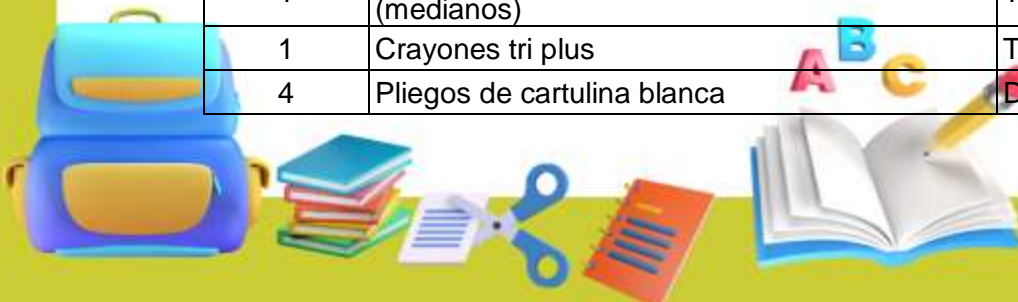 (medianos)
1 Crayones tri plus
4 Pliegos de cartulina blanca
A B C